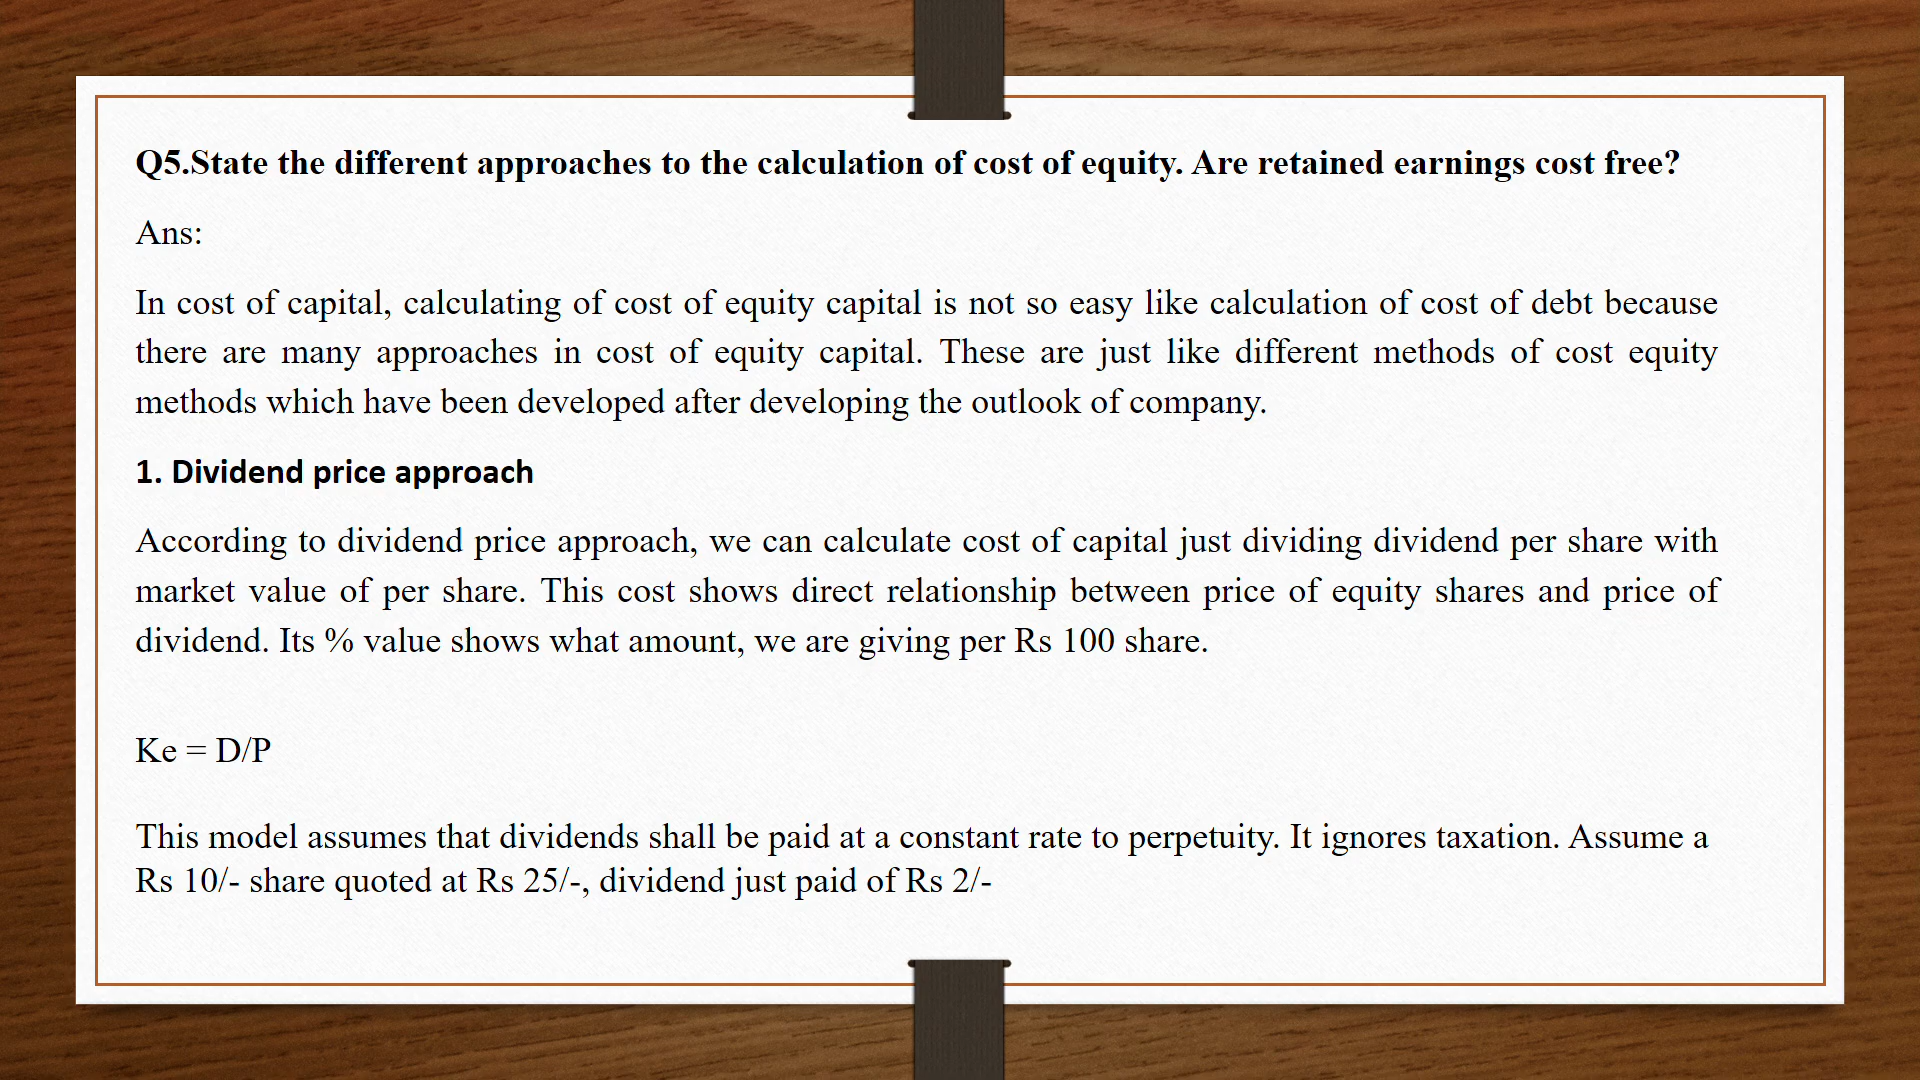 Q5.State the different approaches to the calculation of cost of equity. Are retained earnings cost free?
Ans:
In cost of capital, calculating of cost of equity capital is not so easy like calculation of cost of debt because
there are many approaches in cost of equity capital. These are just like different methods of cost equity
methods which have been developed after developing the outlook of company.
1. Dividend price approach
According to dividend price approach, we can calculate cost of capital just dividing dividend per share with
market value of per share. This cost shows direct relationship between price of equity shares and price of
dividend. Its % value shows what amount, we are giving per Rs 100 share.
Ke = D/P
This model assumes that dividends shall be paid at a constant rate to perpetuity. It ignores taxation. Assume a
Rs 10/- share quoted at Rs 25/-, dividend just paid of Rs 2/-